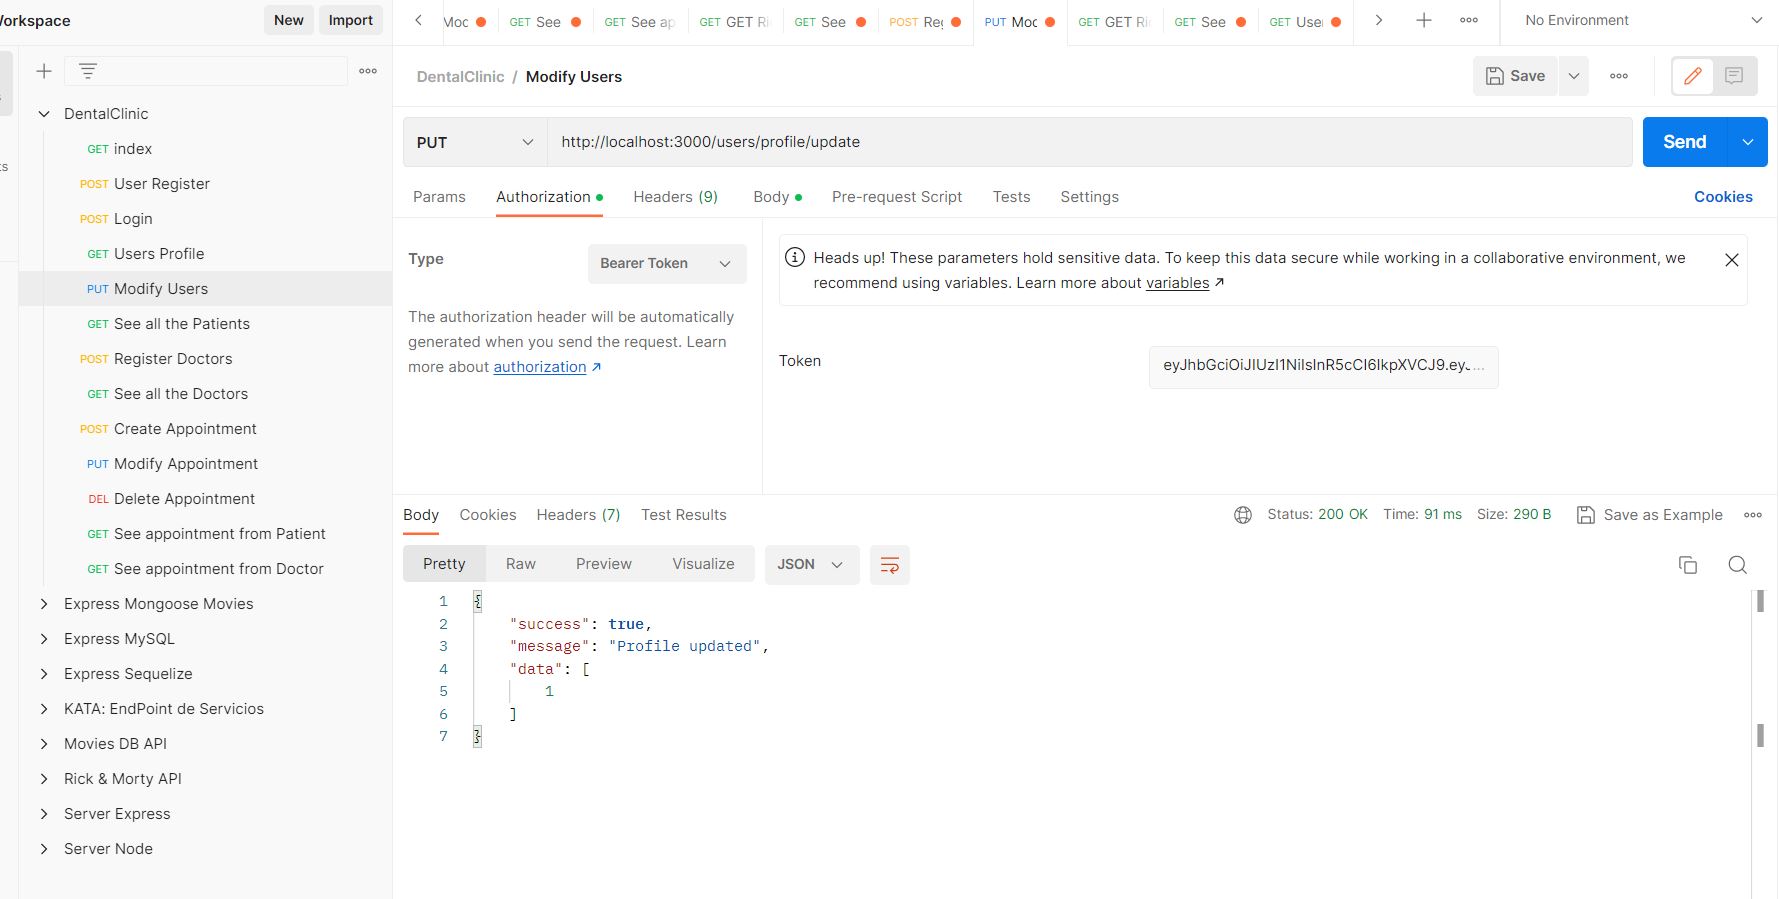 orkspace
New Import
Moc GET See GET See ap GET GET Ri GET See POST Reg PUT Moc GET GET Ri GET See GET Use
No Environment
DentalClinic / Modify Users
Save
PUT http://localhost:3000/users/profile/update
Send
Params Authorization Headers (9) Body Pre-request Script Tests Settings
Cookies
Type Bearer Token
The authorization header will be automatically
generated when you send the request. Learn
more about authorization ↗
Heads up! These parameters hold sensitive data. To keep this data secure while working in a collaborative environment, we
recommend using variables. Learn more about variables ↗
Token
DentalClinic
GET index
POST User Register
POST Login
GET Users Profile
PUT Modify Users
GET See all the Patients
POST Register Doctors
GET See all the Doctors
POST Create Appointment
PUT Modify Appointment
DEL Delete Appointment
GET See appointment from Patient
GET See appointment from Doctor
Express Mongoose Movies
Express MySQL
Express Sequelize
KATA: EndPoint de Servicios
Movies DB API
Rick & Morty API
Server Express
Server Node
Body Cookies Headers (7) Test Results
Status: 200 OK Time: 91 ms Size: 290 B Save as Example
Pretty Raw Preview Visualize JSON
1 {
2 "success": true,
3 "message": "Profile updated",
4 "data": [
5 1
6 ]
7 }